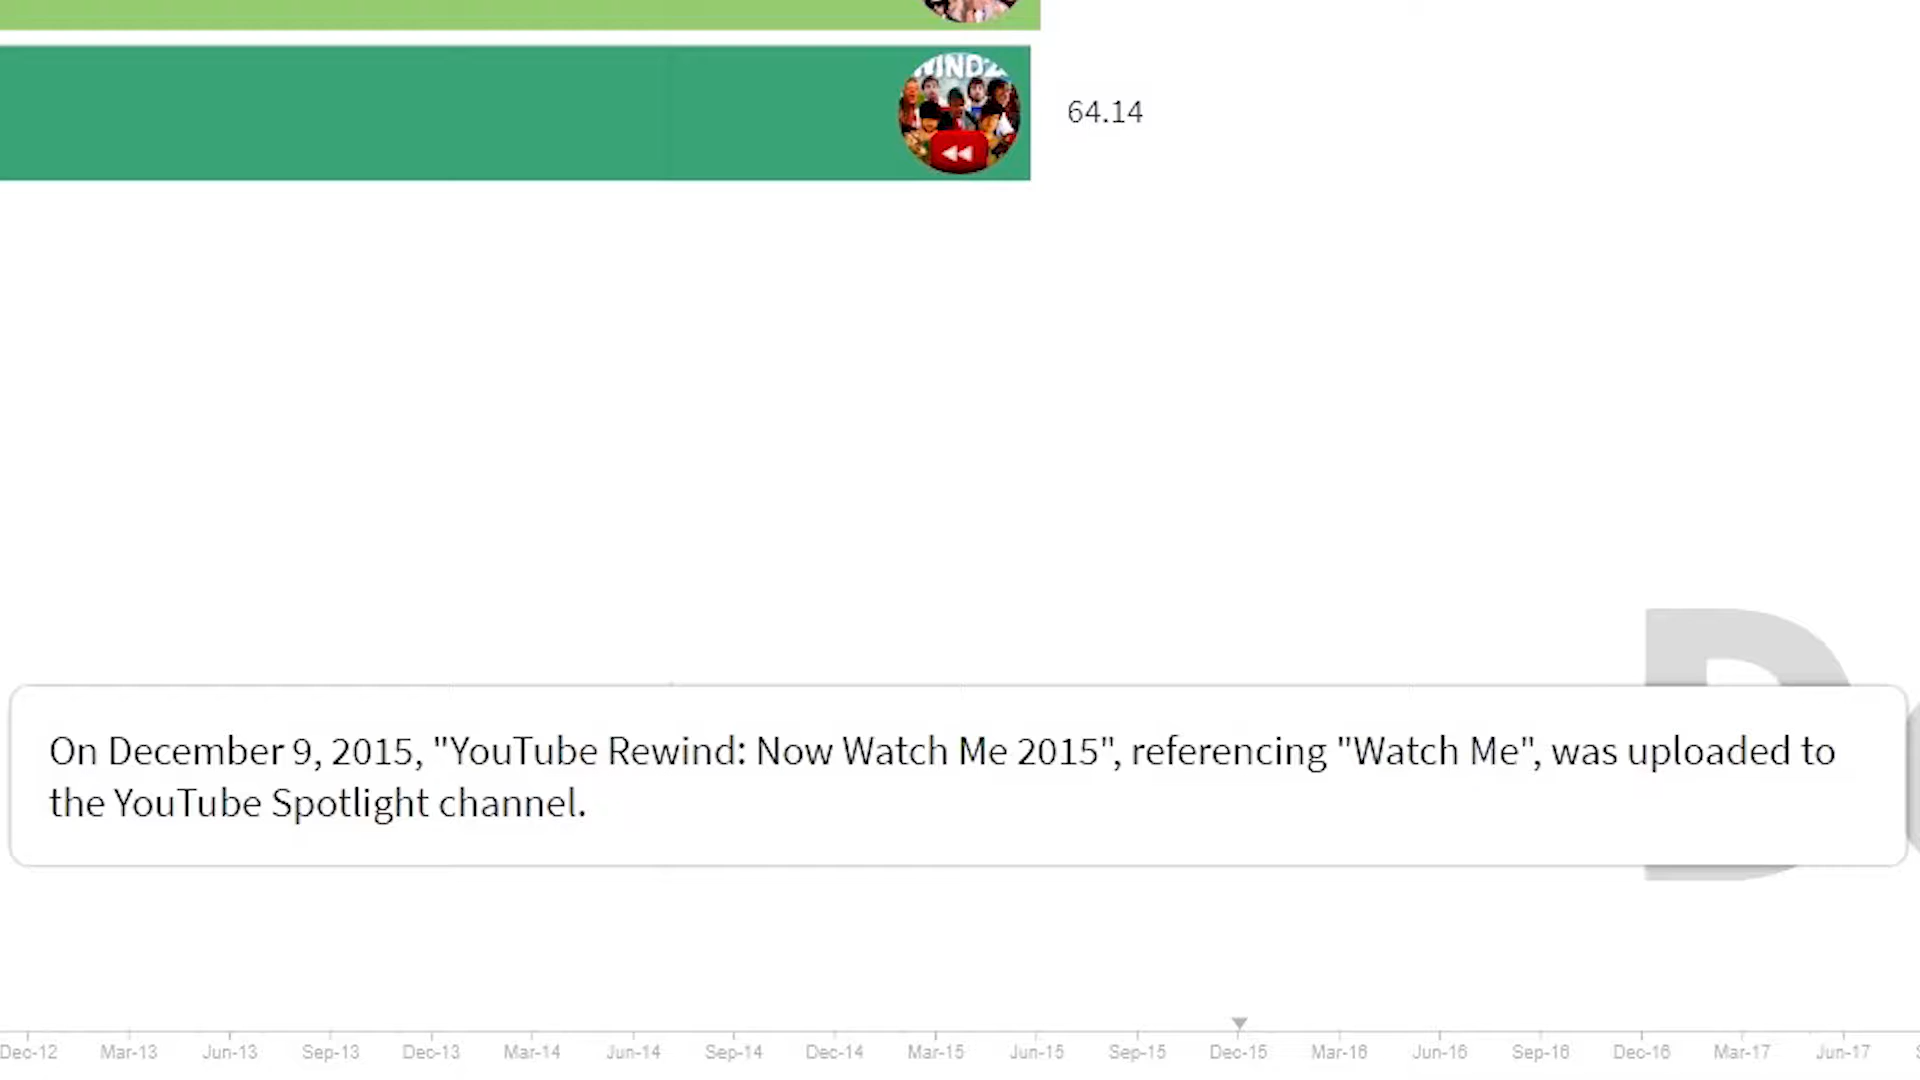 WIND2
64.14
D
On December 9, 2015, "YouTube Rewind: Now Watch Me 2015", referencing "Watch Me", was uploaded to
the YouTube Spotlight channel.
Dec-12 Mar-13 Jun-13 Sep-13 Dec-13 Mar-14 Jun-14 Sep-14 Dec-14 Mar-15 Jun-15 Sep-15 Dec-15 Mar-16 Jun-16 Sep-16 Dec-16 Mar-17 Jun-17